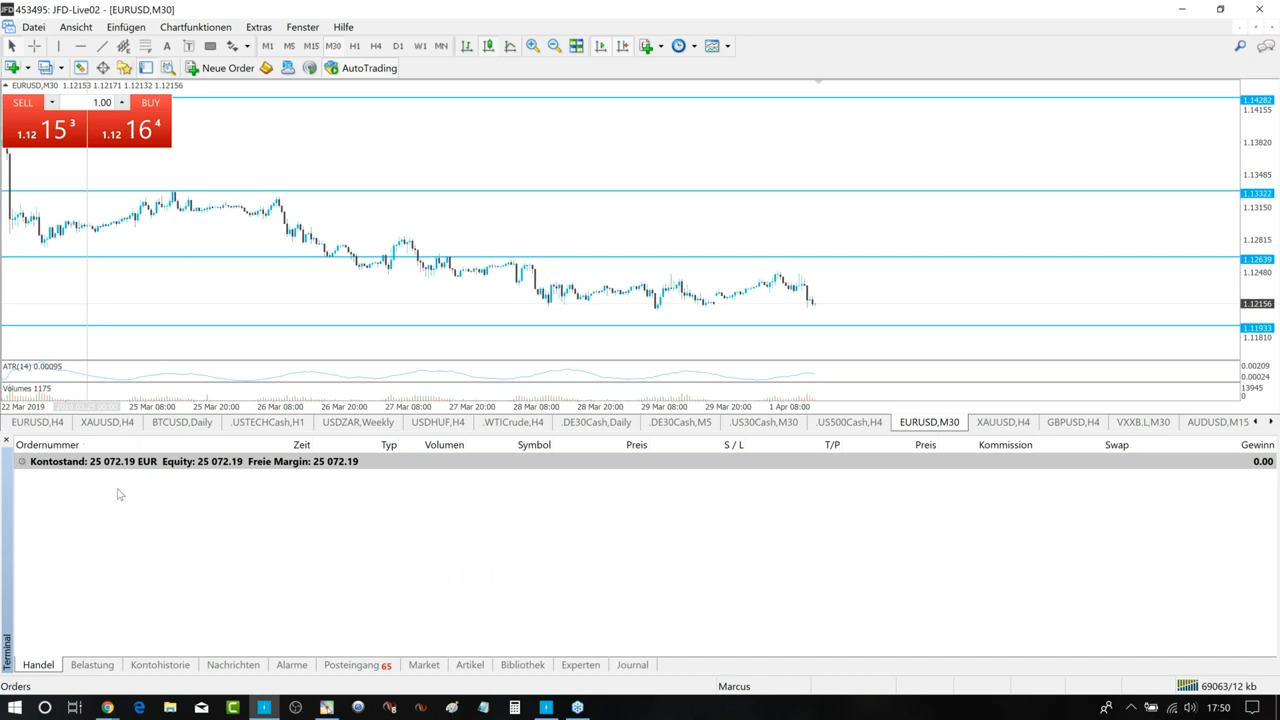 453495: JFD-Live02 - [EURUSD,M30]
Datei Ansicht Einfügen Chartfunktionen Extras Fenster Hilfe
M1 M5 M15 M30 H1 H4 D1 W1 MN
New Order AutoTrading
EURUSD,M30 1.12153 1.12171 1.12132 1.12156
SELL 1.00 BUY
1.12 15 3 1.12 16 4
1.14282
1.14155
1.13820
1.13485
1.13322
1.13150
1.12815
1.12639
1.12480
1.12156
1.11933
1.11810
ATR(14) 0.00095
0.00209
0.00024
Volumes 1175
13945
0
22 Mar 2019 25 Mar 08:00 25 Mar 20:00 26 Mar 08:00 26 Mar 20:00 27 Mar 08:00 27 Mar 20:00 28 Mar 08:00 28 Mar 20:00 29 Mar 08:00 29 Mar 20:00 1 Apr 08:00
EURUSD,H4 XAUUSD,H4 BTCUSD,Daily .USTECHCash,H1 USDZAR,Weekly USDHUF,H4 .WTICrude,H4 .DE30Cash,Daily .DE30Cash,M5 .US30Cash,M30 .US500Cash,H4 EURUSD,M30 XAUUSD,H4 GBPUSD,H4 VXXB.L,M30 AUDUSD,M15
Ordernummer Zeit Typ Volumen Symbol Preis S / L T/P Preis Kommission Swap Gewinn
Kontostand: 25 072.19 EUR Equity: 25 072.19 Freie Margin: 25 072.19 0.00
Terminal
Handel Belastung Kontohistorie Nachrichten Alarme Posteingang 65 Market Artikel Bibliothek Experten Journal
Orders Marcus 69063/12 kb
17:50